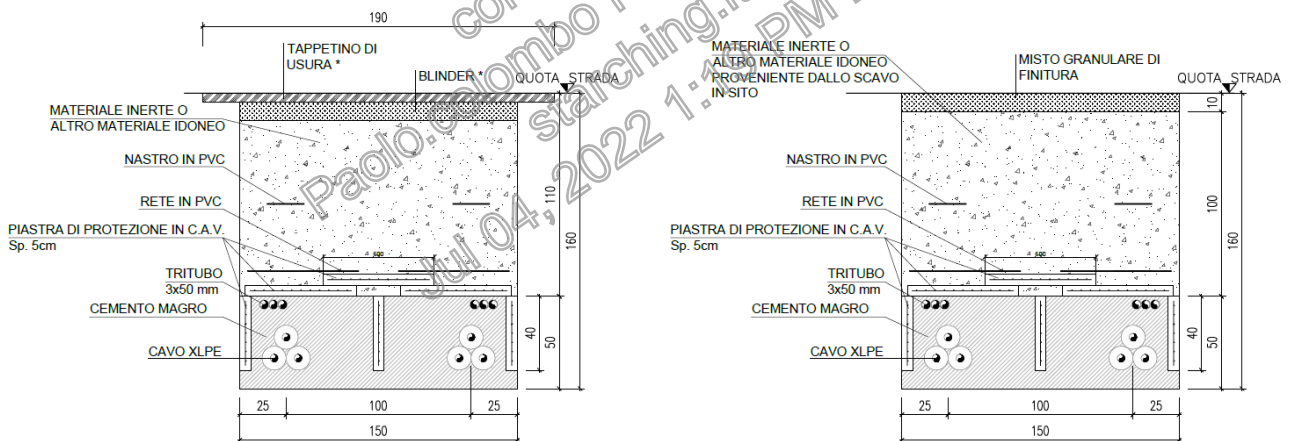 190
TAPPETINO DI
USURA *
BLINDER *
QUOTA STRADA
MATERIALE INERTE O
ALTRO MATERIALE IDONEO
NASTRO IN PVC
RETE IN PVC
PIASTRA DI PROTEZIONE IN C.A.V.
Sp. 5cm
TRITUBO
3x50 mm
CEMENTO MAGRO
CAVO XLPE
110
160
40
50
25
100
25
150
MATERIALE INERTE O
ALTRO MATERIALE IDONEO
PROVENIENTE DALLO SCAVO
IN SITO
MISTO GRANULARE DI
FINITURA
QUOTA STRADA
NASTRO IN PVC
RETE IN PVC
PIASTRA DI PROTEZIONE IN C.A.V.
Sp. 5cm
TRITUBO
3x50 mm
CEMENTO MAGRO
CAVO XLPE
10
100
160
40
50
25
100
25
150
Paolo.colombo
starching.
Jul 04, 2022 1:19 PM